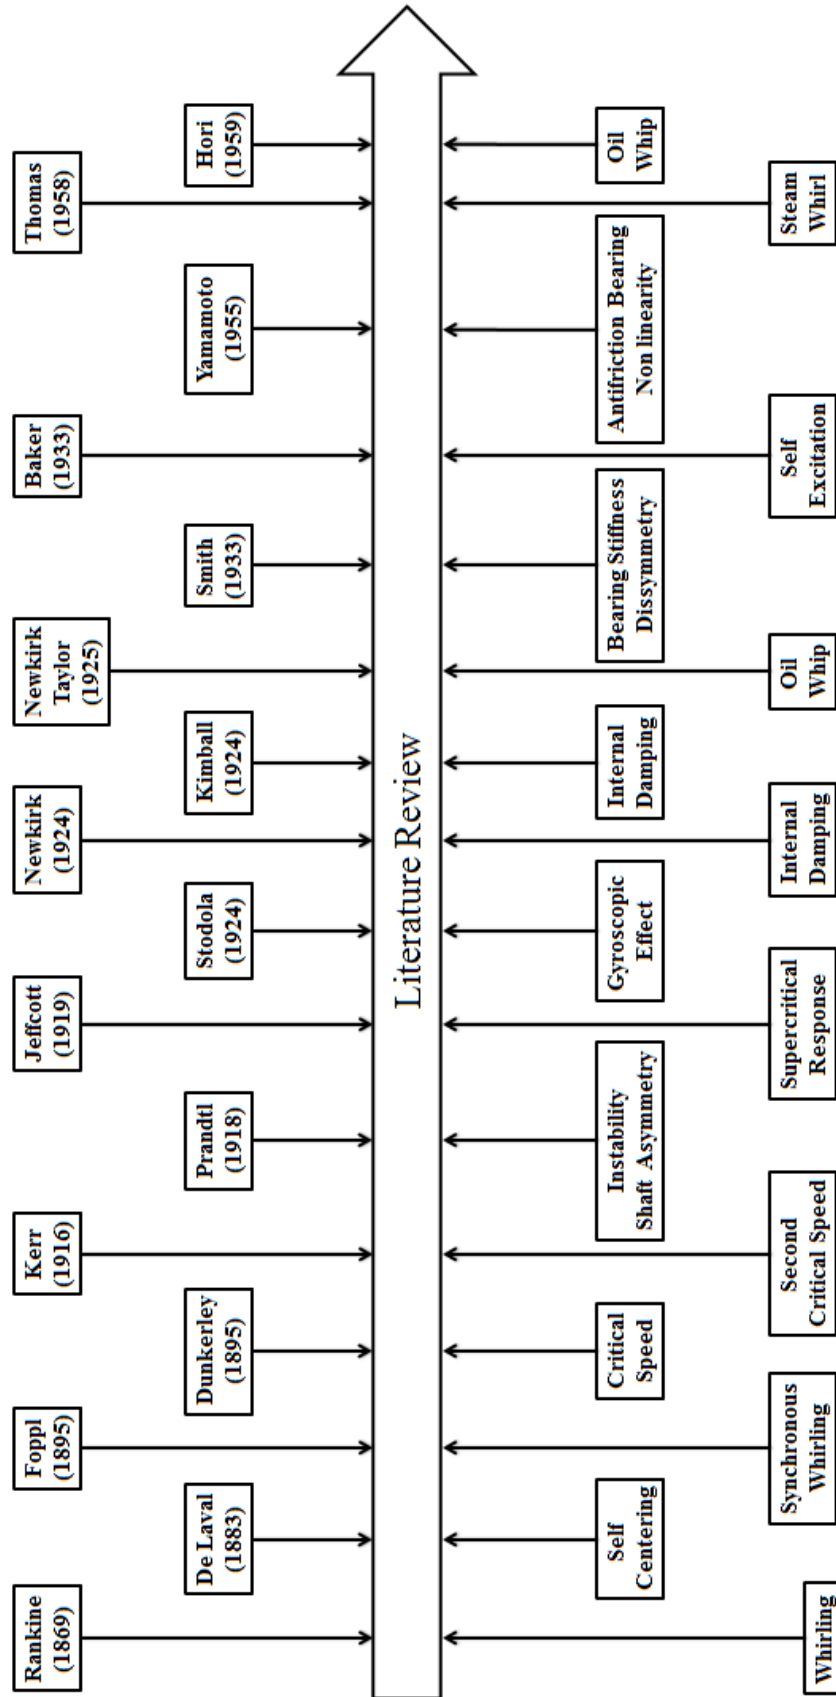 Rankine
(1869)
De Laval
(1883)
Foppl
(1895)
Dunkerley
(1895)
Kerr
(1916)
Prandtl
(1918)
Jeffcott
(1919)
Stodola
(1924)
Newkirk
(1924)
Kimball
(1924)
Newkirk
Taylor
(1925)
Smith
(1933)
Baker
(1933)
Yamamoto
(1955)
Thomas
(1958)
Hori
(1959)
Literature Review
Whirling
Self
Centering
Synchronous
Whirling
Critical
Speed
Second
Critical Speed
Instability
Shaft Asymmetry
Supercritical
Response
Gyroscopic
Effect
Internal
Damping
Internal
Damping
Oil
Whip
Bearing Stiffness
Dissymmetry
Self
Excitation
Antifriction Bearing
Non linearity
Steam
Whirl
Oil
Whip